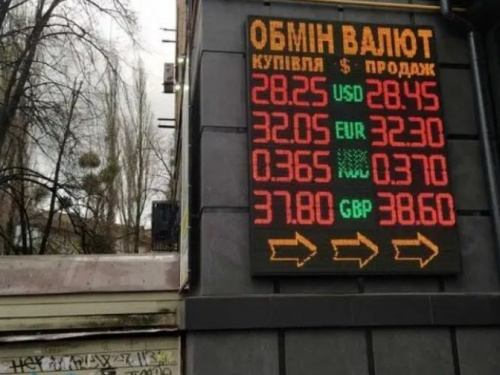 ОБМІН ВАЛЮТ
КУПІВЛЯ $ ПРОДАЖ
28.25 USD 28.45
32.05 EUR 32.30
0.365 0.370
37.80 GBP 38.60